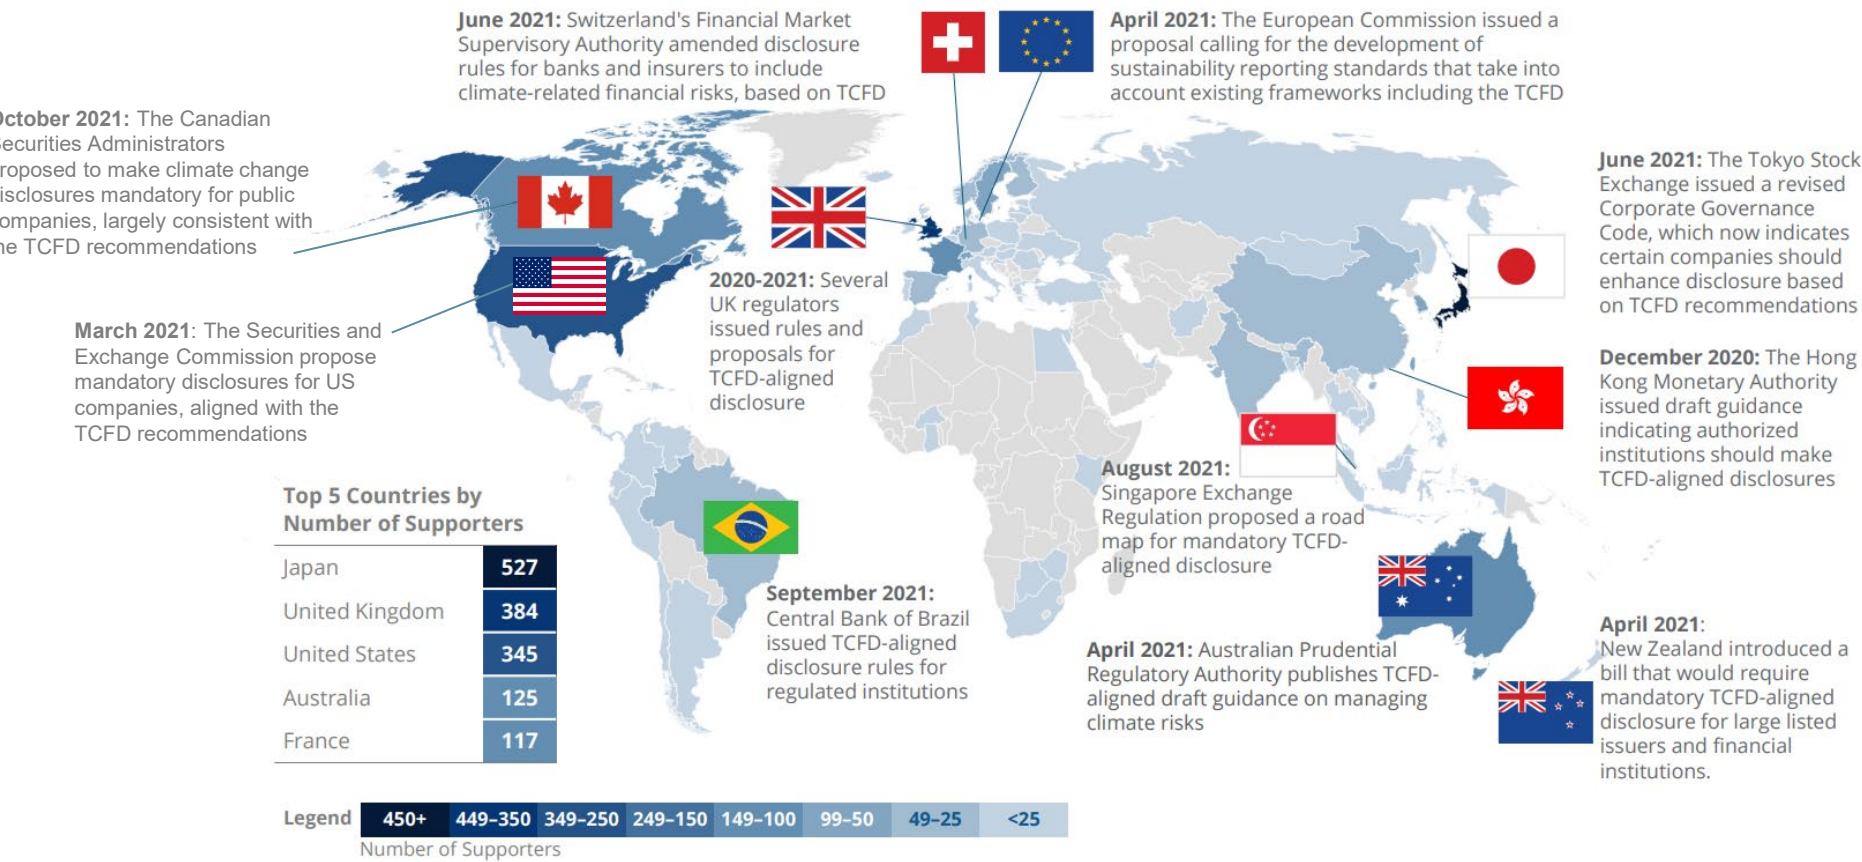 June 2021: Switzerland's Financial Market
Supervisory Authority amended disclosure
rules for banks and insurers to include
climate-related financial risks, based on TCFD
April 2021: The European Commission issued a
proposal calling for the development of
sustainability reporting standards that take into
account existing frameworks including the TCFD
October 2021: The Canadian
Securities Administrators
proposed to make climate change
disclosures mandatory for public
companies, largely consistent with
the TCFD recommendations
March 2021: The Securities and
Exchange Commission propose
mandatory disclosures for US
companies, aligned with the
TCFD recommendations
2020-2021: Several
UK regulators
issued rules and
proposals for
TCFD-aligned
disclosure
June 2021: The Tokyo Stock
Exchange issued a revised
Corporate Governance
Code, which now indicates
certain companies should
enhance disclosure based
on TCFD recommendations
December 2020: The Hong
Kong Monetary Authority
issued draft guidance
indicating authorized
institutions should make
TCFD-aligned disclosures
August 2021:
Singapore Exchange
Regulation proposed a road
map for mandatory TCFD-
aligned disclosure
Top 5 Countries by
Number of Supporters
Japan 527
United Kingdom 384
United States 345
Australia 125
France 117
September 2021:
Central Bank of Brazil
issued TCFD-aligned
disclosure rules for
regulated institutions
April 2021: Australian Prudential
Regulatory Authority publishes TCFD-
aligned draft guidance on managing
climate risks
April 2021:
New Zealand introduced a
bill that would require
mandatory TCFD-aligned
disclosure for large listed
issuers and financial
institutions.
Legend 450+ 449–350 349–250 249–150 149–100 99–50 49–25 <25
Number of Supporters